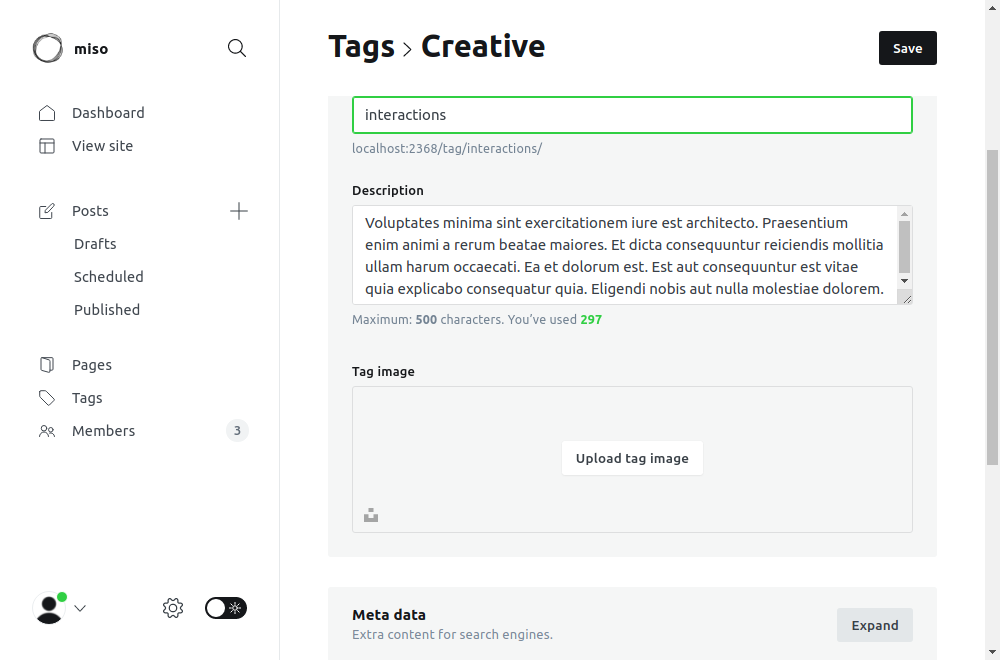 miso
Dashboard
View site
Posts
Drafts
Scheduled
Published
Pages
Tags
Members
3
Tags
Creative
Save
interactions
localhost:2368/tag/interactions/
Description
Voluptates minima sint exercitationem iure est architecto. Praesentium
enim animi a rerum beatae maiores. Et dicta consequuntur reiciendis mollitia
ullam harum occaecati. Ea et dolorum est. Est aut consequuntur est vitae
quia explicabo consequatur quia. Eligendi nobis aut nulla molestiae dolorem.
Maximum: 500 characters. You’ve used 297
Tag image
Upload tag image
Meta data
Extra content for search engines.
Expand